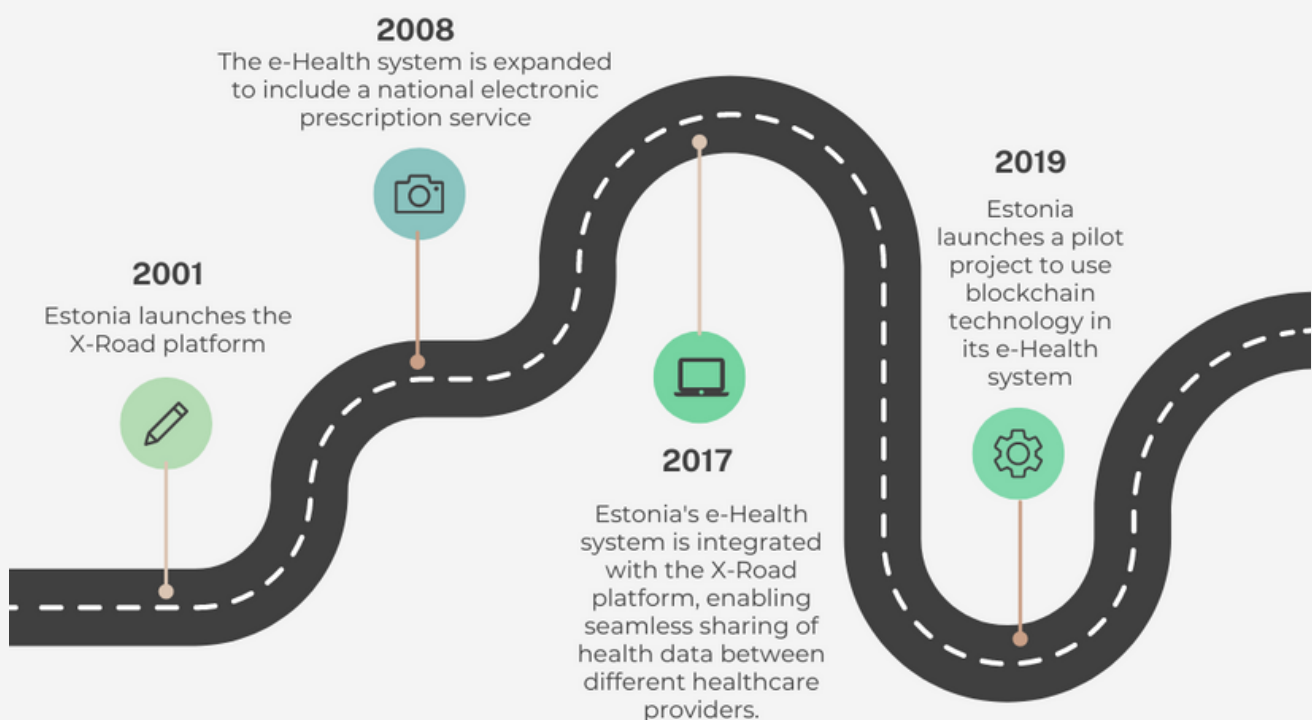 2001
Estonia launches the
X-Road platform
2008
The e-Health system is expanded
to include a national electronic
prescription service
2017
Estonia's e-Health
system is integrated
with the X-Road
platform, enabling
seamless sharing of
health data between
different healthcare
providers.
2019
Estonia
launches a pilot
project to use
blockchain
technology in
its e-Health
system